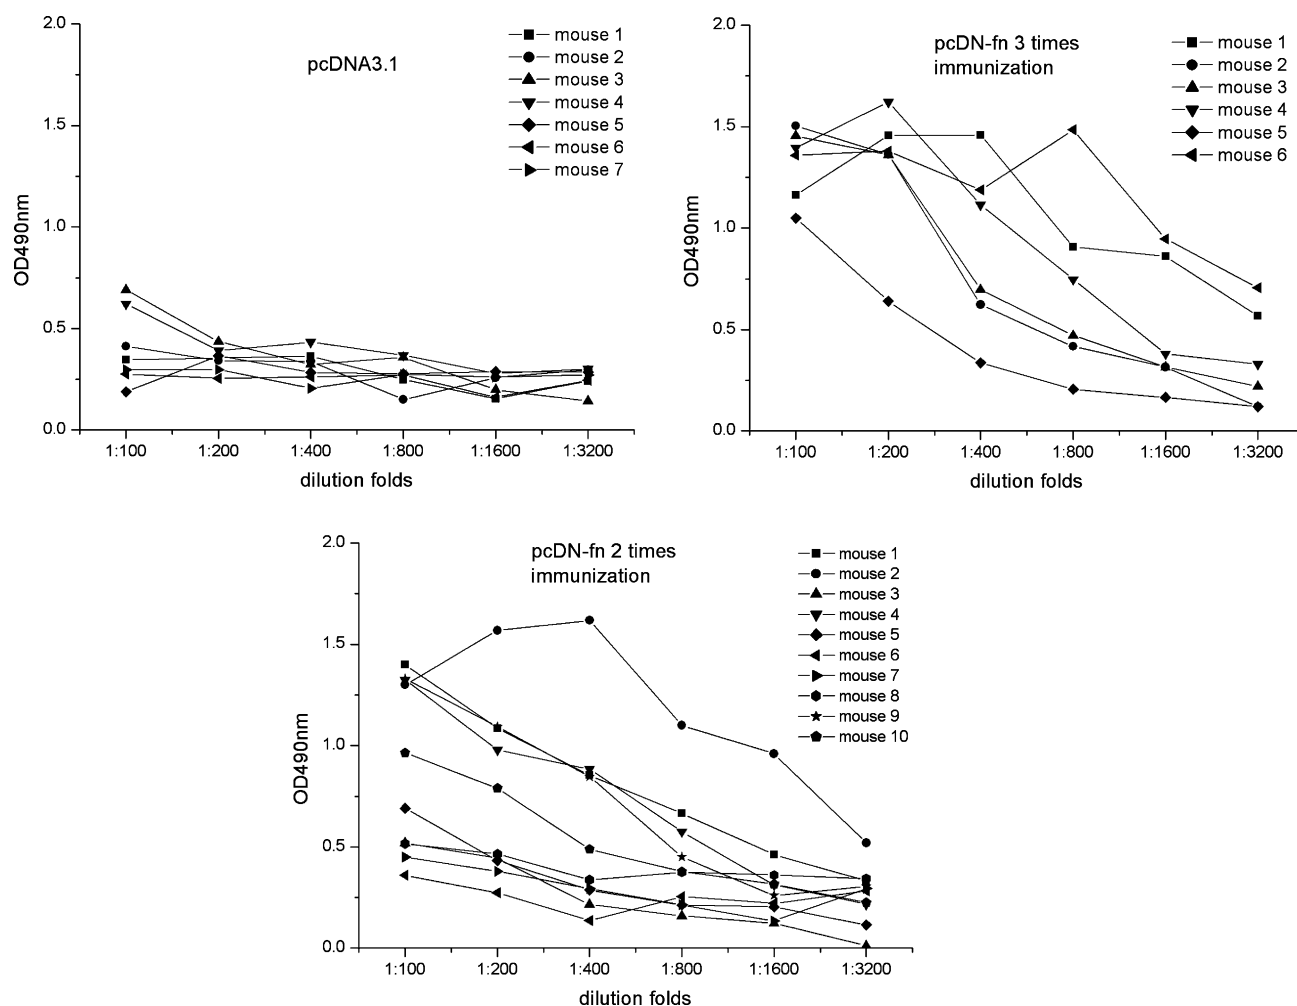 pcDNA3.1
mouse 1
mouse 2
mouse 3
mouse 4
mouse 5
mouse 6
mouse 7
OD490nm
2.0
1.5
1.0
0.5
0.0
1:100
1:200
1:400
1:800
1:1600
1:3200
dilution folds
pcDN-fn 3 times
immunization
mouse 1
mouse 2
mouse 3
mouse 4
mouse 5
mouse 6
OD490nm
2.0
1.5
1.0
0.5
0.0
1:100
1:200
1:400
1:800
1:1600
1:3200
dilution folds
pcDN-fn 2 times
immunization
mouse 1
mouse 2
mouse 3
mouse 4
mouse 5
mouse 6
mouse 7
mouse 8
mouse 9
mouse 10
OD490nm
2.0
1.5
1.0
0.5
0.0
1:100
1:200
1:400
1:800
1:1600
1:3200
dilution folds